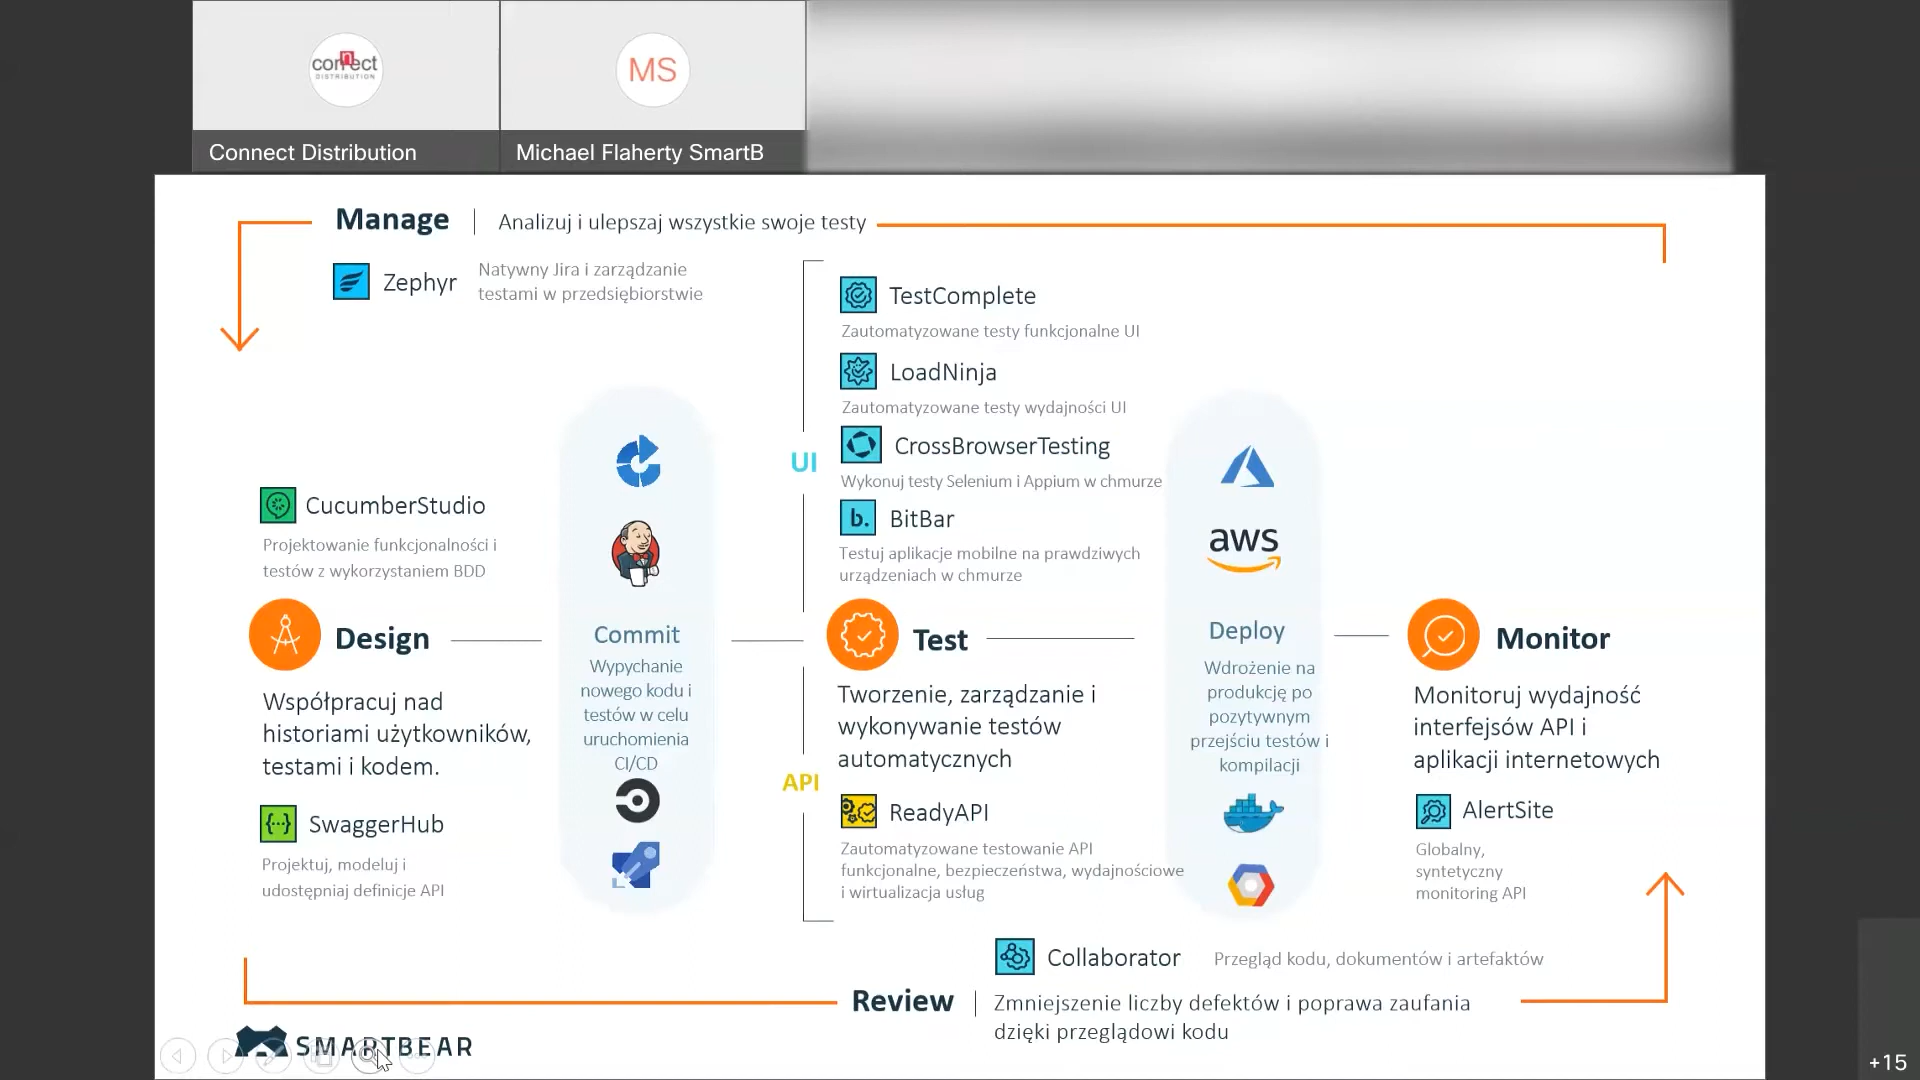 connect
DISTRIBUTION
MS
Connect Distribution
Michael Flaherty SmartB
Manage
Analizuj i ulepszaj wszystkie swoje testy
Zephyr
Natywny Jira i zarządzanie
testami w przedsiębiorstwie
TestComplete
Zautomatyzowane testy funkcjonalne UI
LoadNinja
Zautomatyzowane testy wydajności UI
UI
CrossBrowserTesting
Wykonuj testy Selenium i Appium w chmurze
b.
BitBar
Testuj aplikacje mobilne na prawdziwych
urządzeniach w chmurze
CucumberStudio
Projektowanie funkcjonalności i
testów z wykorzystaniem BDD
aws
Design
Współpracuj nad
historiami użytkowników,
testami i kodem.
{··}
SwaggerHub
Projektuj, modeluj i
udostępniaj definicje API
Commit
Wypychanie
nowego kodu i
testów w celu
uruchomienia
CI/CD
Test
Tworzenie, zarządzanie i
wykonywanie testów
automatycznych
API
ReadyAPI
Zautomatyzowane testowanie API
funkcjonalne, bezpieczeństwa, wydajnościowe
i wirtualizacja usług
Deploy
Wdrożenie na
produkcję po
pozytywnym
przejściu testów i
kompilacji
Monitor
Monitoruj wydajność
interfejsów API i
aplikacji internetowych
AlertSite
Globalny,
syntetyczny
monitoring API
Collaborator
Przegląd kodu, dokumentów i artefaktów
Review
Zmniejszenie liczby defektów i poprawa zaufania
dzięki przeglądowi kodu
SMARTBEAR
+15